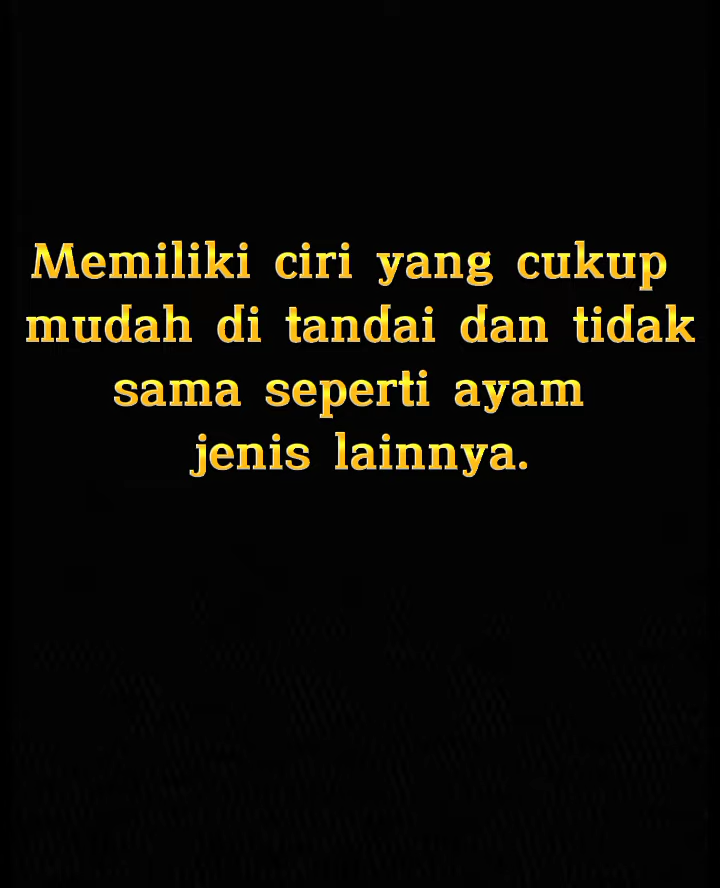 Memiliki ciri yang cukup
mudah di tandai dan tidak
sama seperti ayam
jenis lainnya.